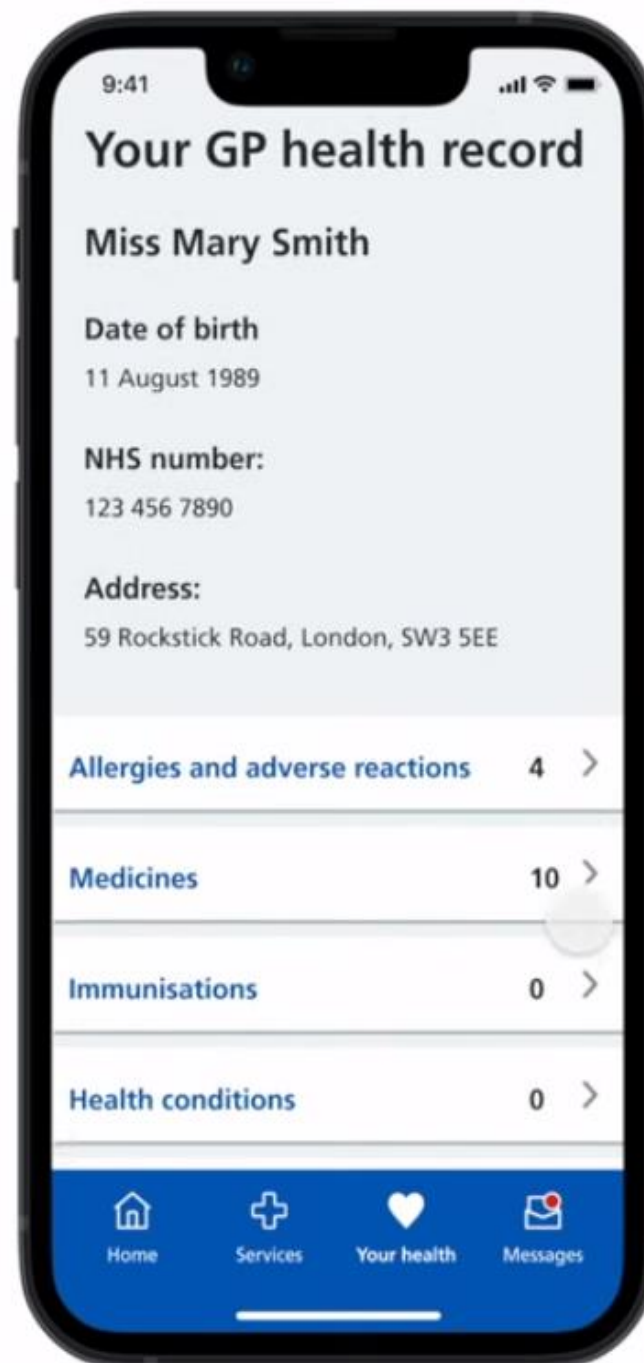 9:41
Your GP health record
Miss Mary Smith
Date of birth
11 August 1989
NHS number:
123 456 7890
Address:
59 Rockstick Road, London, SW3 5EE
Allergies and adverse reactions 4
Medicines 10
Immunisations 0
Health conditions 0
Home Services Your health Messages